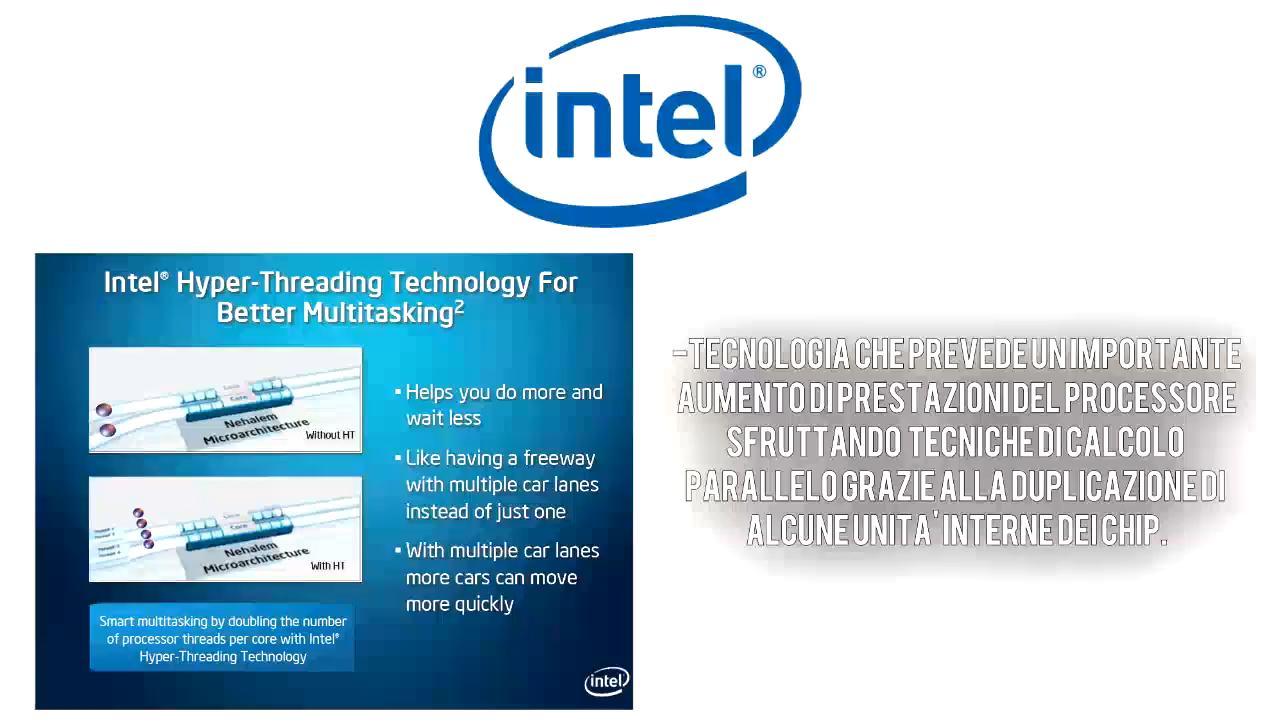 intel®
Intel® Hyper-Threading Technology For
Better Multitasking²
Core
Core
Nehalem
Microarchitecture
Without HT
Core
Core
Nehalem
Microarchitecture
With HT
Smart multitasking by doubling the number
of processor threads per core with Intel®
Hyper-Threading Technology
▪ Helps you do more and
wait less
▪ Like having a freeway
with multiple car lanes
instead of just one
▪ With multiple car lanes
more cars can move
more quickly
intel
-TECNOLOGIA CHE PREVEDE UN IMPORTANTE
AUMENTO DI PRESTAZIONI DEL PROCESSORE
SFRUTTANDO TECNICHE DI CALCOLO
PARALLELO GRAZIE ALLA DUPLICAZIONE DI
ALCUNE UNITA' INTERNE DEI CHIP.